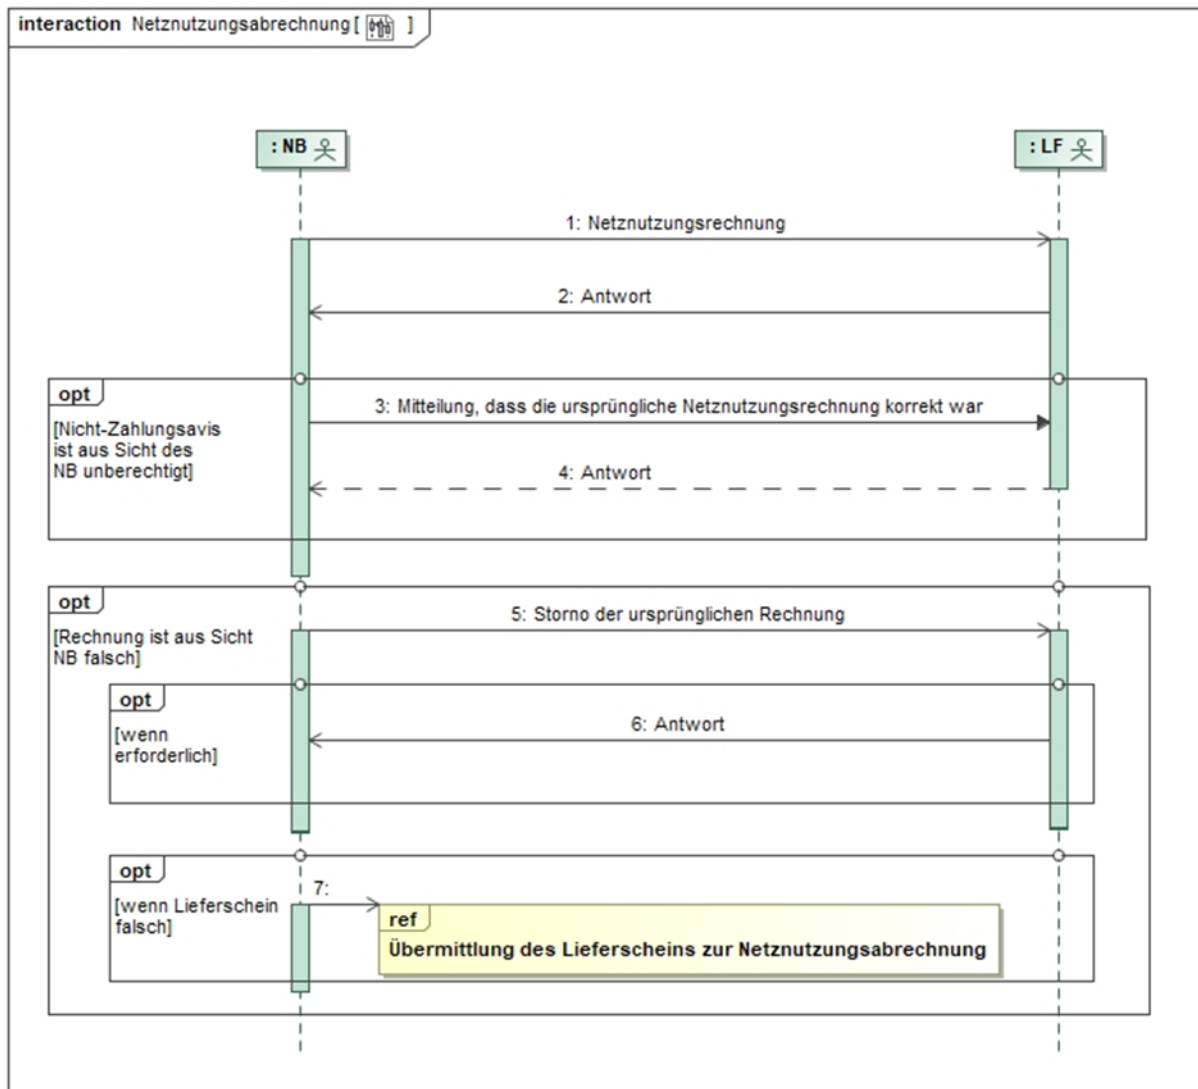 interaction Netznutzungsabrechnung [ ]
: NB
: LF
1: Netznutzungsrechnung
2: Antwort
opt
3: Mitteilung, dass die ursprüngliche Netznutzungsrechnung korrekt war
[Nicht-Zahlungsavis
ist aus Sicht des
NB unberechtigt]
4: Antwort
opt
5: Storno der ursprünglichen Rechnung
[Rechnung ist aus Sicht
NB falsch]
opt
6: Antwort
[wenn
erforderlich]
opt
7:
[wenn Lieferschein
falsch]
ref
Übermittlung des Lieferscheins zur Netznutzungsabrechnung